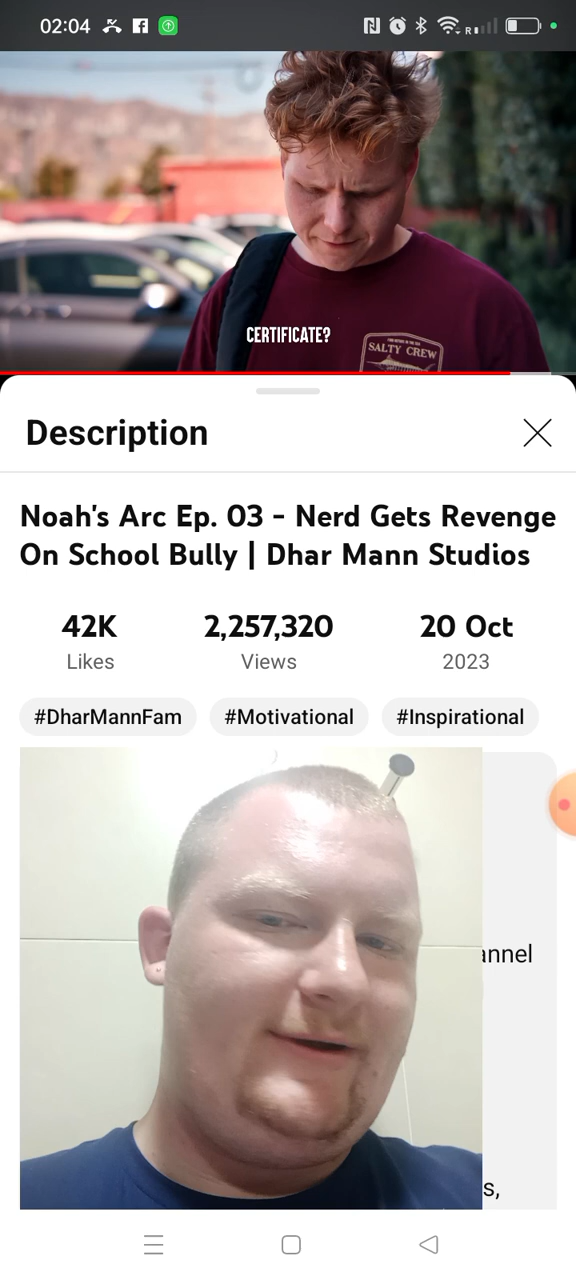 02:04
R
CERTIFICATE?
SALTY CREW
Description
Noah's Arc Ep. 03 - Nerd Gets Revenge
On School Bully | Dhar Mann Studios
42K
2,257,320
20 Oct
Likes
Views
2023
#DharMannFam
#Motivational
#Inspirational
annel
s,